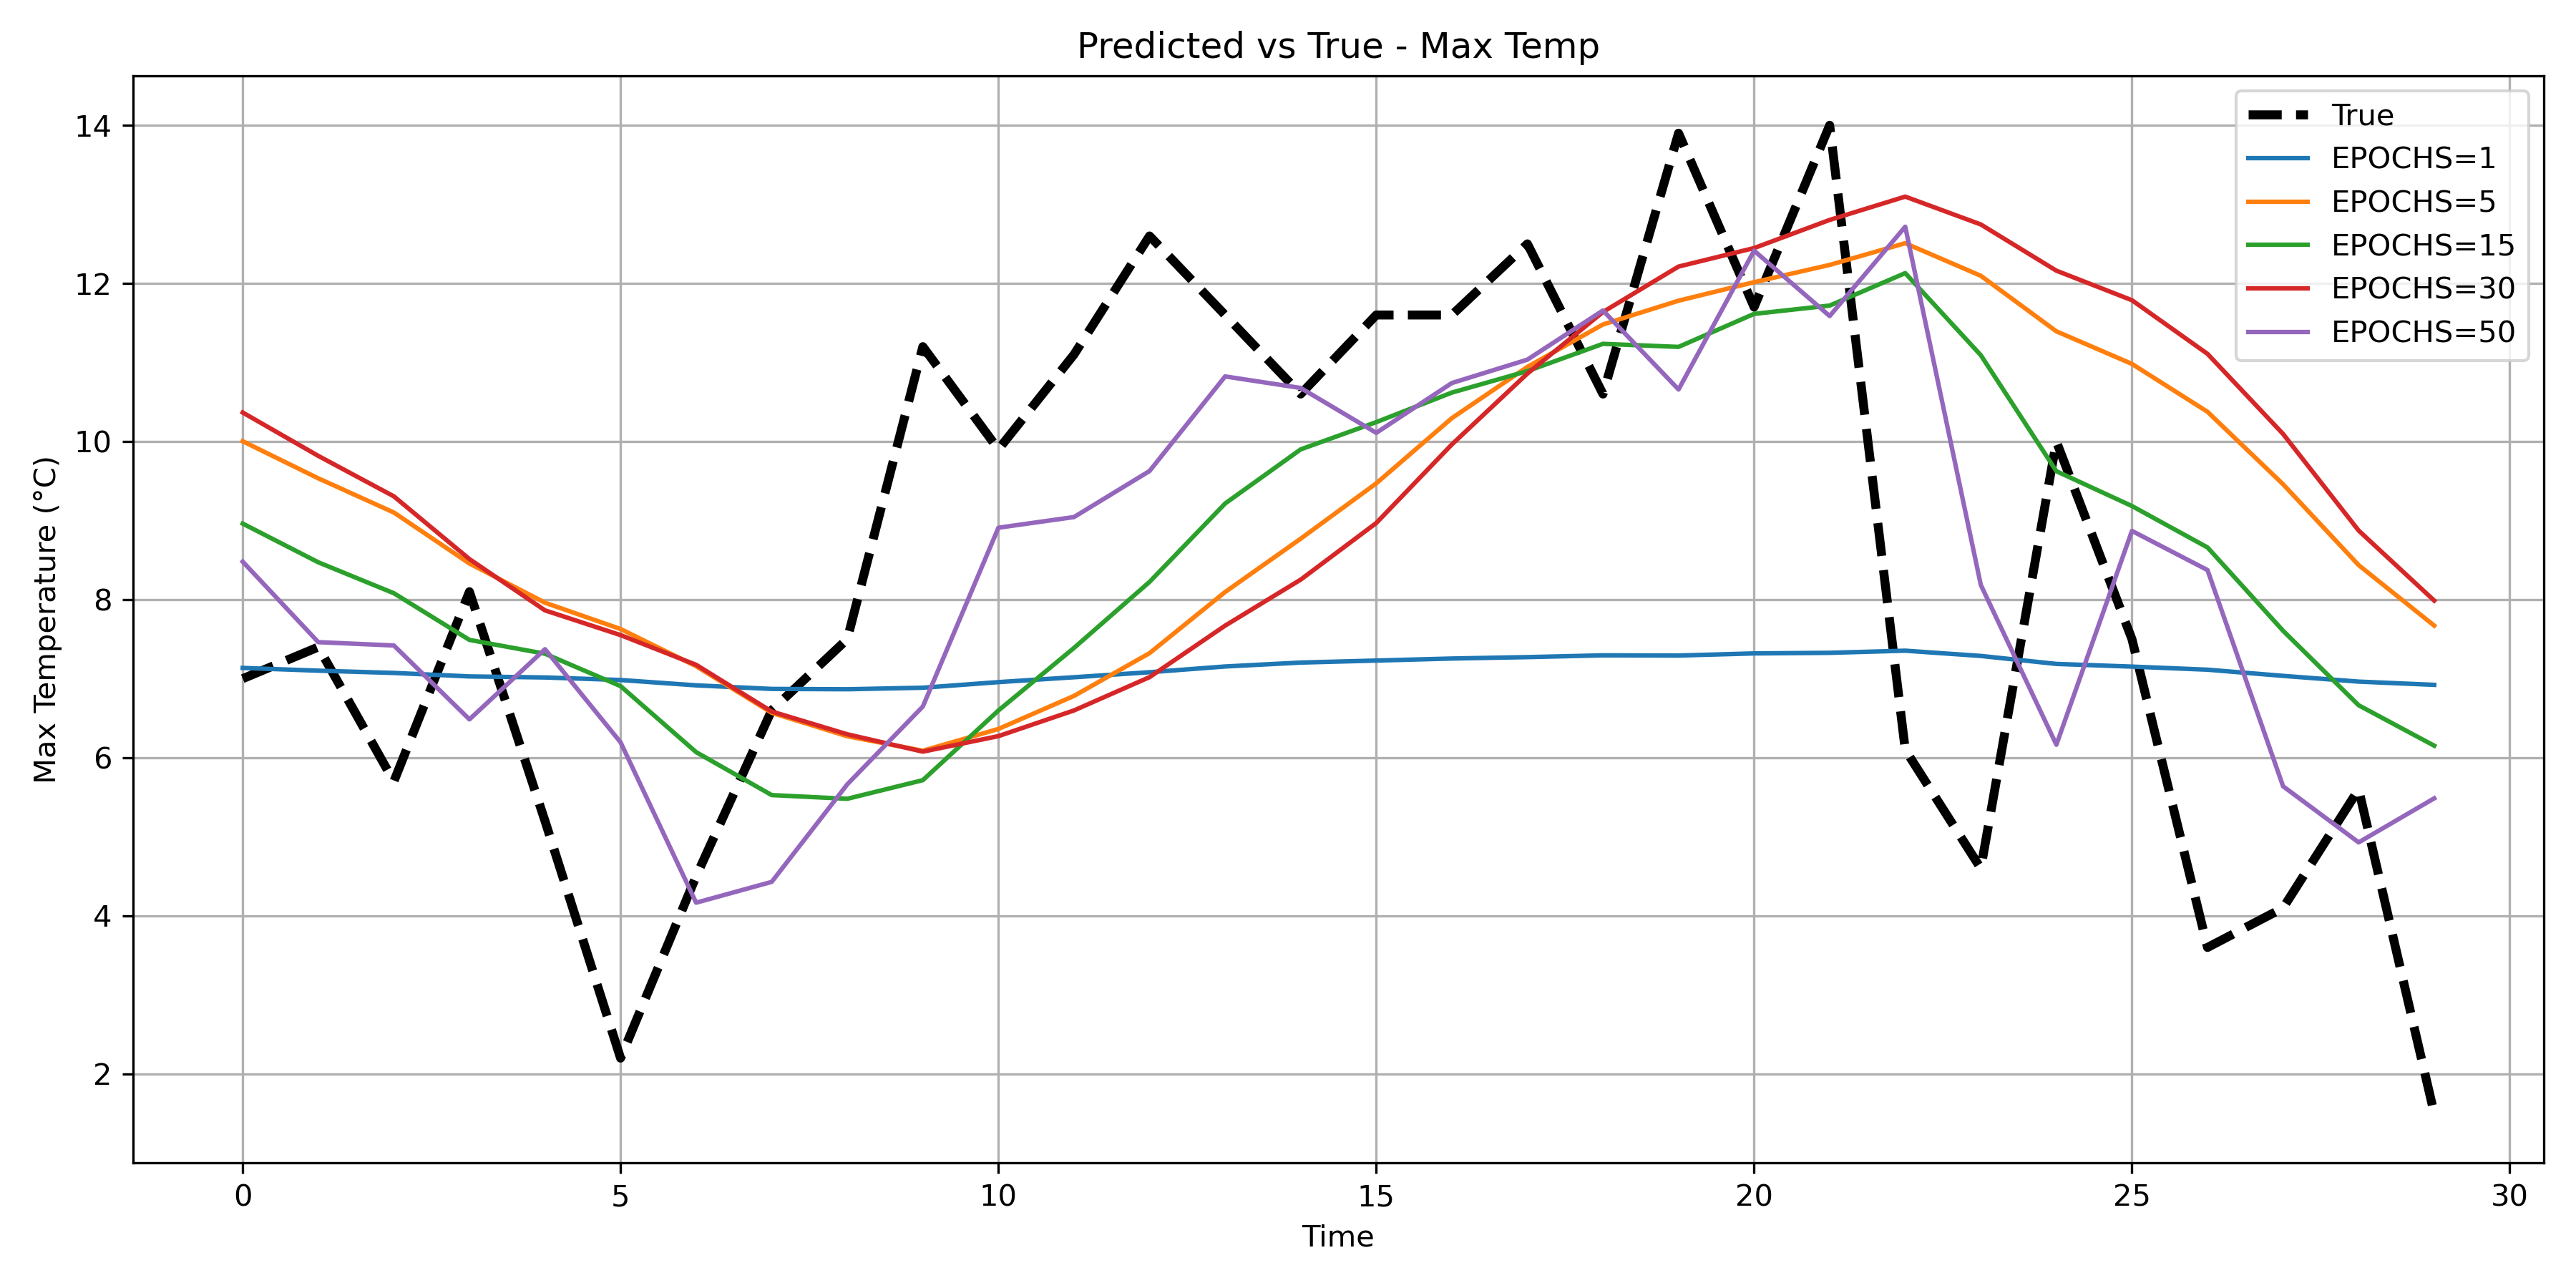 Predicted vs True - Max Temp
14
12
10
8
6
4
2
Max Temperature (°C)
True
EPOCHS=1
EPOCHS=5
EPOCHS=15
EPOCHS=30
EPOCHS=50
0 5 10 15 20 25 30
Time